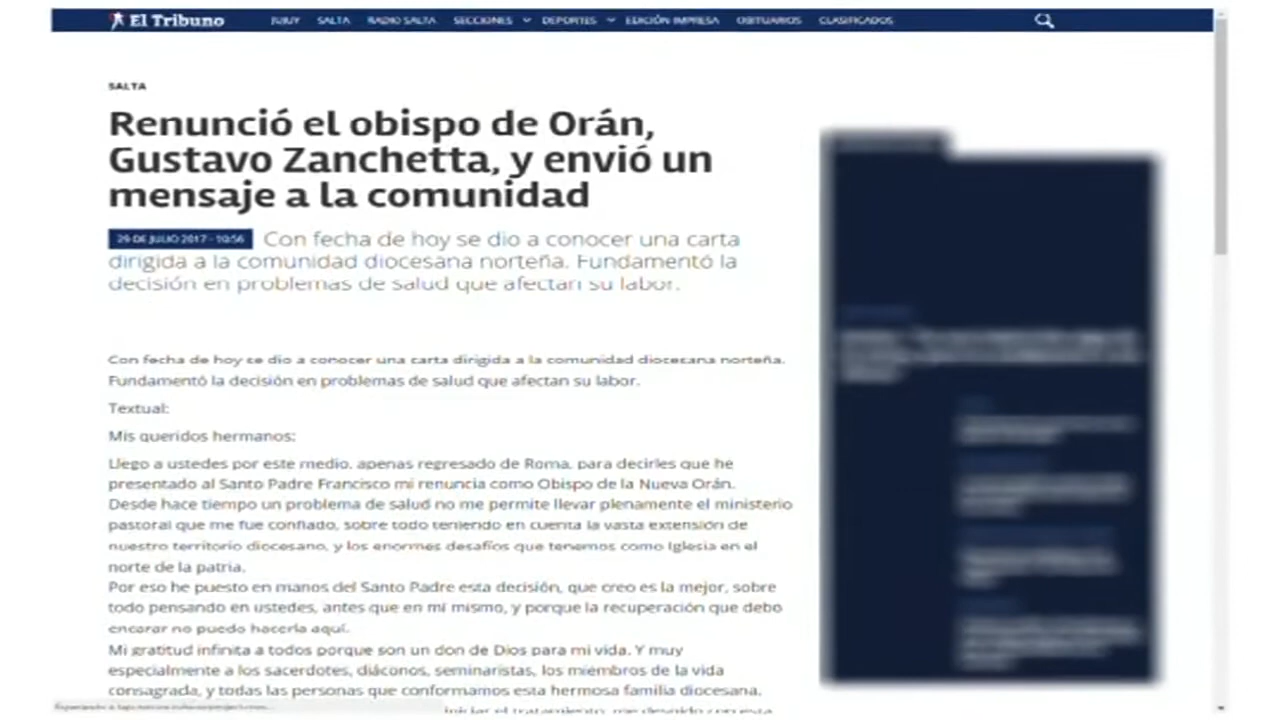 El Tribuno JUJUY SALTA RADIO SALTA SECCIONES DEPORTES EDICIÓN IMPRESA OBITUARIOS CLASIFICADOS
SALTA
Renunció el obispo de Orán,
Gustavo Zanchetta, y envió un
mensaje a la comunidad
29 DE JULIO 2017 - 10:56 Con fecha de hoy se dio a conocer una carta
dirigida a la comunidad diocesana norteña. Fundamentó la
decisión en problemas de salud que afectan su labor.
Con fecha de hoy se dio a conocer una carta dirigida a la comunidad diocesana norteña.
Fundamentó la decisión en problemas de salud que afectan su labor.
Textual:
Mis queridos hermanos:
Llego a ustedes por este medio, apenas regresado de Roma, para decirles que he
presentado al Santo Padre Francisco mi renuncia como Obispo de la Nueva Orán.
Desde hace tiempo un problema de salud no me permite llevar plenamente el ministerio
pastoral que me fue confiado, sobre todo teniendo en cuenta la vasta extensión de
nuestro territorio diocesano, y los enormes desafíos que tenemos como Iglesia en el
norte de la patria.
Por eso he puesto en manos del Santo Padre esta decisión, que creo es la mejor, sobre
todo pensando en ustedes, antes que en mí mismo, y porque la recuperación que debo
encarar no puedo hacerla aquí.
Mi gratitud infinita a todos porque son un don de Dios para mi vida. Y muy
especialmente a los sacerdotes, diáconos, seminaristas, los miembros de la vida
consagrada, y todas las personas que conformamos esta hermosa familia diocesana.
iniciar el tratamiento, me despido con esta